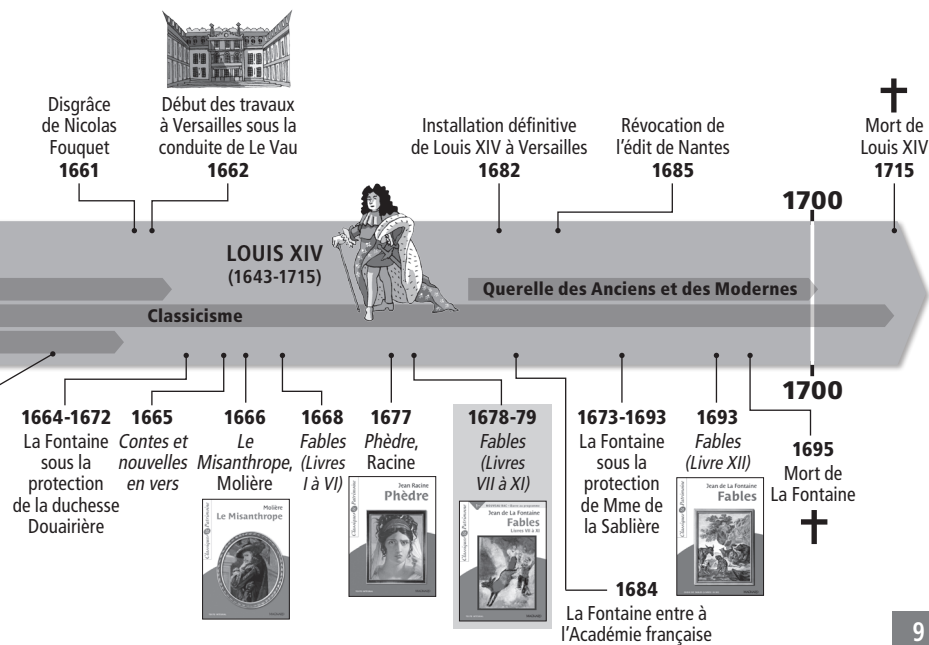 Disgrâce
de Nicolas
Fouquet
1661
Début des travaux
à Versailles sous la
conduite de Le Vau
1662
Installation définitive
de Louis XIV à Versailles
1682
Révocation de
l'édit de Nantes
1685
Mort de
Louis XIV
1715
1700
LOUIS XIV
(1643-1715)
Querelle des Anciens et des Modernes
Classicisme
1700
1664-1672
La Fontaine
sous la
protection
de la duchesse
Douairière
1665
Contes et
nouvelles
en vers
1666
Le
Misanthrope,
Molière
Molière
Le Misanthrope
1668
Fables
(Livres
I à VI)
1677
Phèdre,
Racine
Jean Racine
Phèdre
1678-79
Fables
(Livres
VII à XI)
Jean de La Fontaine
Fables
Livres VII à XI
1684
La Fontaine entre à
l'Académie française
1673-1693
La Fontaine
sous la
protection
de Mme de
la Sablière
1693
Fables
(Livre XII)
Jean de La Fontaine
Fables
1695
Mort de
La Fontaine
9